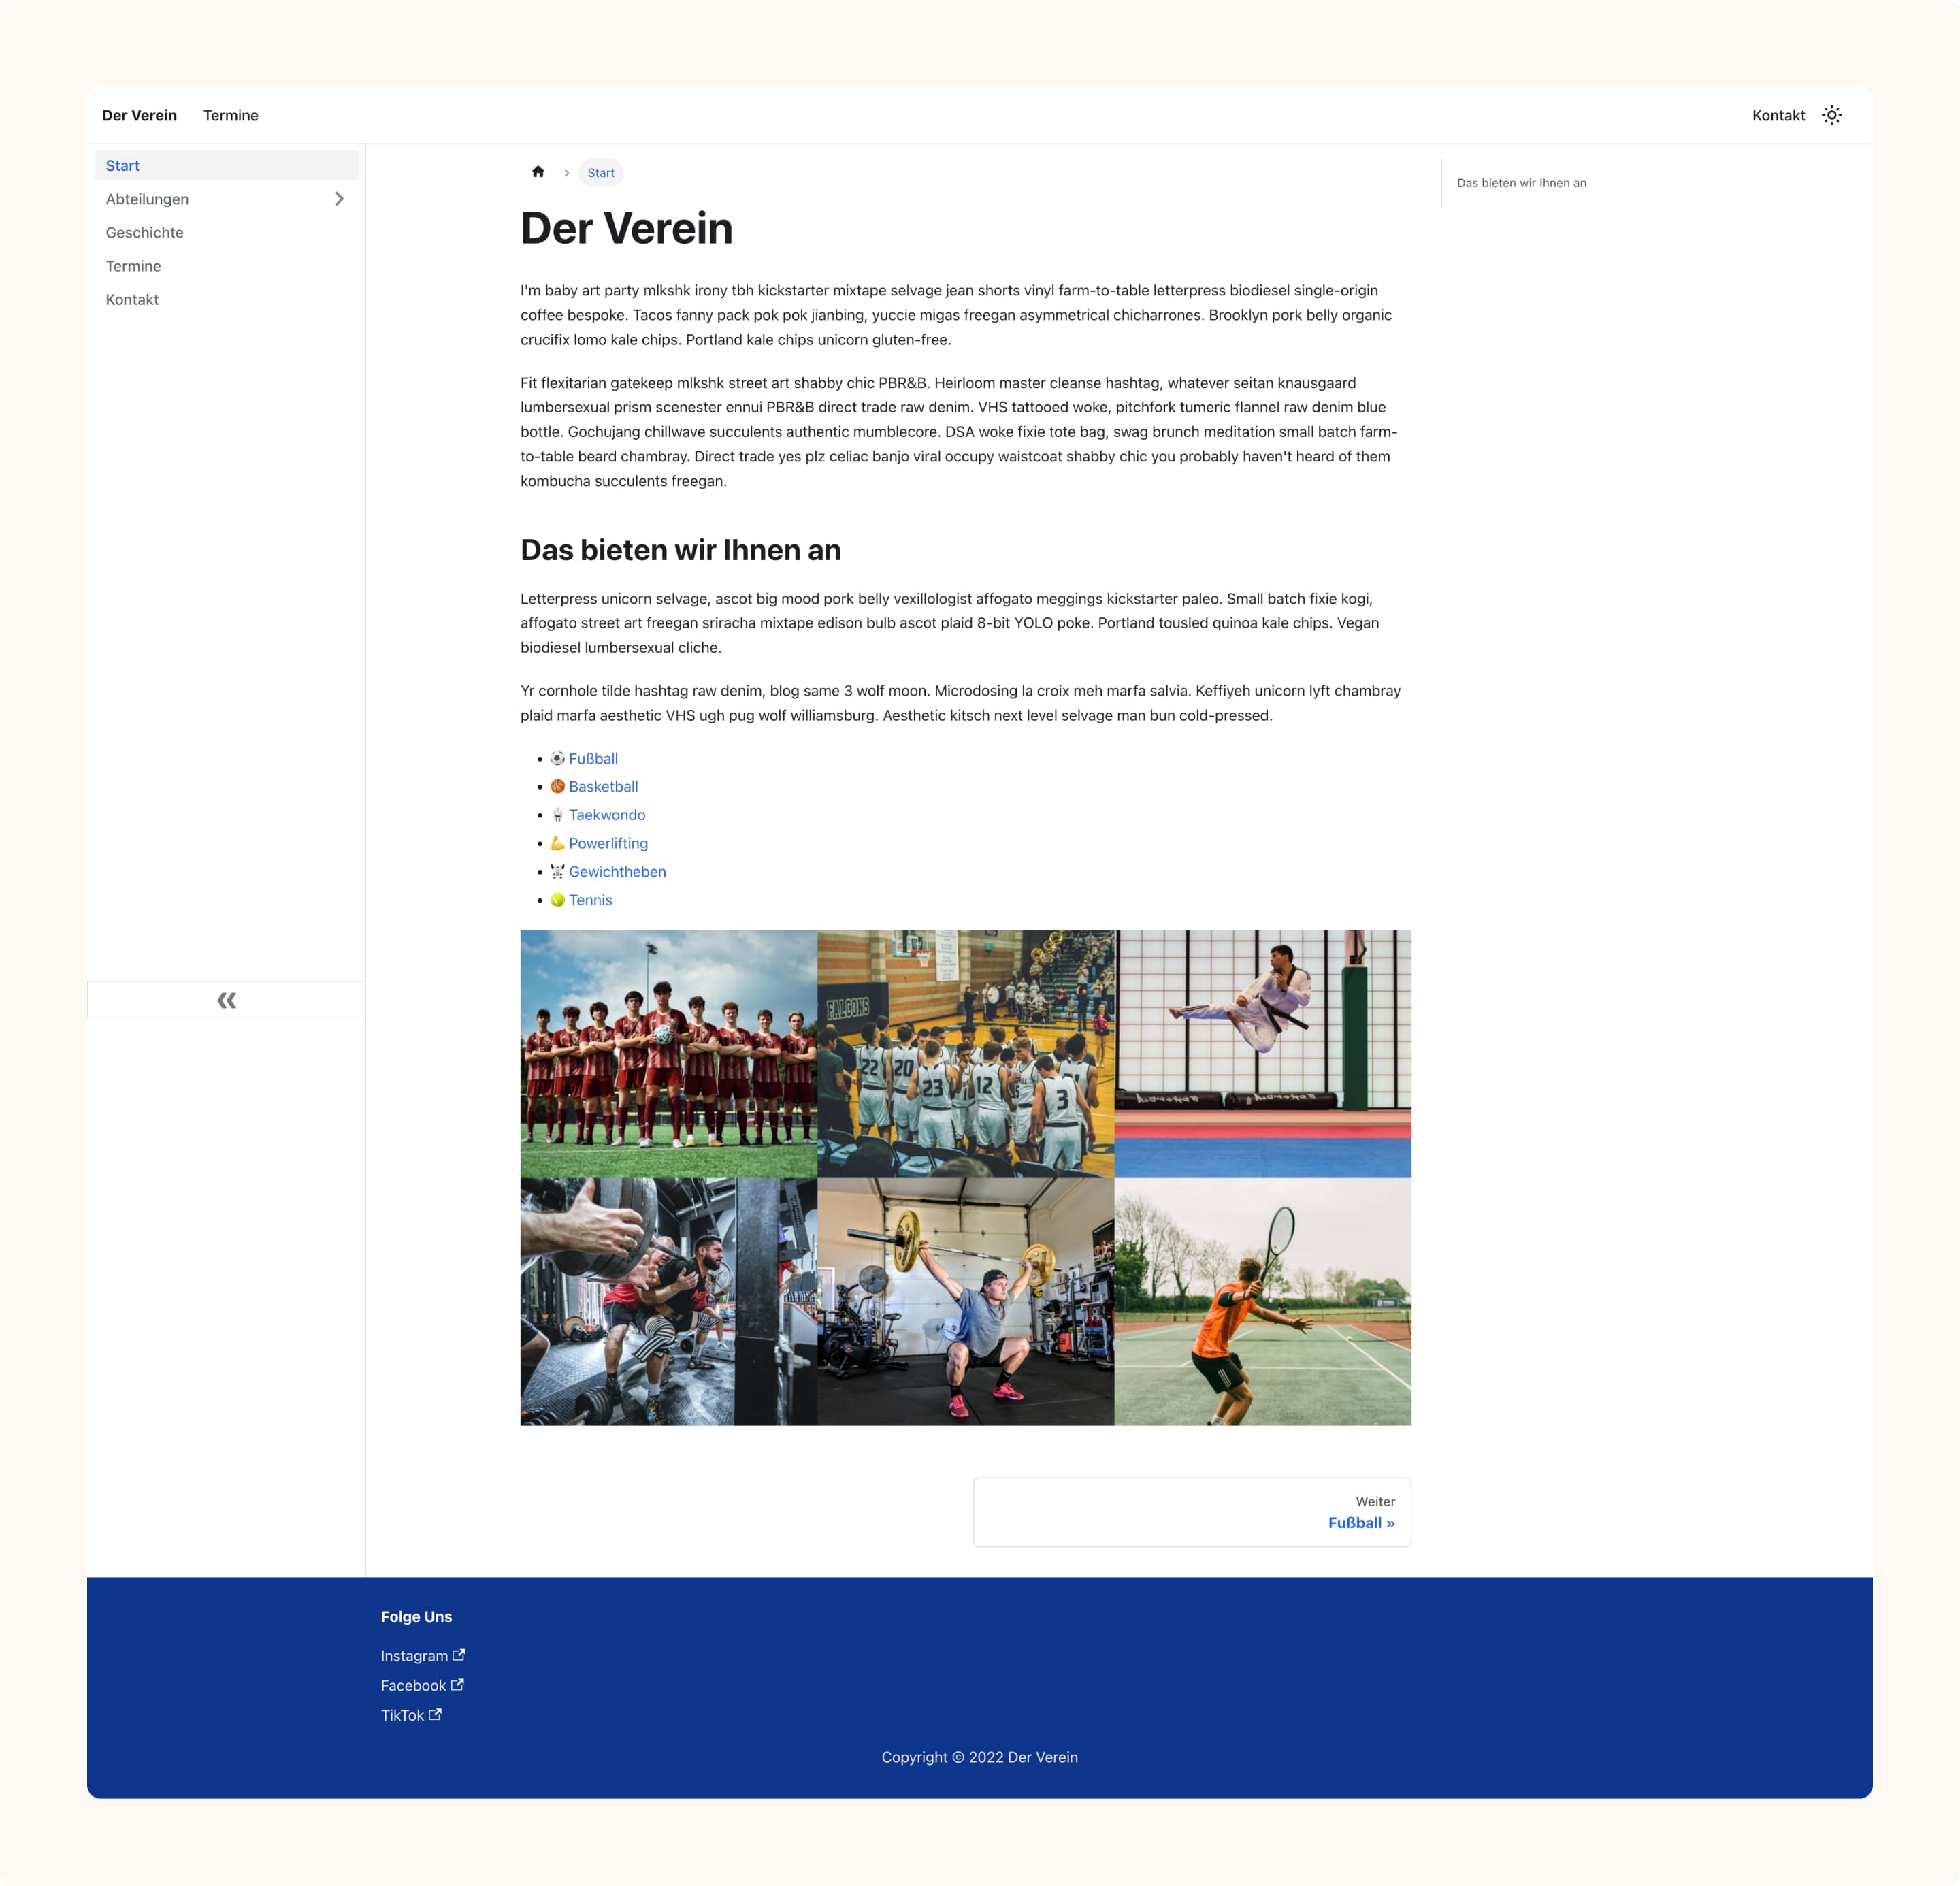 Der Verein
Termine
Kontakt
Start
Abteilungen
Geschichte
Termine
Kontakt
Start
Das bieten wir Ihnen an
Der Verein
I'm baby art party mlkshk irony tbh kickstarter mixtape selvage jean shorts vinyl farm-to-table letterpress biodiesel single-origin
coffee bespoke. Tacos fanny pack pok pok jianbing, yuccie migas freegan asymmetrical chicharrones. Brooklyn pork belly organic
crucifix lomo kale chips. Portland kale chips unicorn gluten-free.
Fit flexitarian gatekeep mlkshk street art shabby chic PBR&B. Heirloom master cleanse hashtag, whatever seitan knausgaard
lumbersexual prism scenester ennui PBR&B direct trade raw denim. VHS tattooed woke, pitchfork tumeric flannel raw denim blue
bottle. Gochujang chillwave succulents authentic mumblecore. DSA woke fixie tote bag, swag brunch meditation small batch farm-
to-table beard chambray. Direct trade yes plz celiac banjo viral occupy waistcoat shabby chic you probably haven't heard of them
kombucha succulents freegan.
Das bieten wir Ihnen an
Letterpress unicorn selvage, ascot big mood pork belly vexillologist affogato meggings kickstarter paleo. Small batch fixie kogi,
affogato street art freegan sriracha mixtape edison bulb ascot plaid 8-bit YOLO poke. Portland tousled quinoa kale chips. Vegan
biodiesel lumbersexual cliche.
Yr cornhole tilde hashtag raw denim, blog same 3 wolf moon. Microdosing la croix meh marfa salvia. Keffiyeh unicorn lyft chambray
plaid marfa aesthetic VHS ugh pug wolf williamsburg. Aesthetic kitsch next level selvage man bun cold-pressed.
Fußball
Basketball
Taekwondo
Powerlifting
Gewichtheben
Tennis
FALCONS
22
20
23
12
3
Weiter
Fußball »
Folge Uns
Instagram
Facebook
TikTok
Copyright © 2022 Der Verein